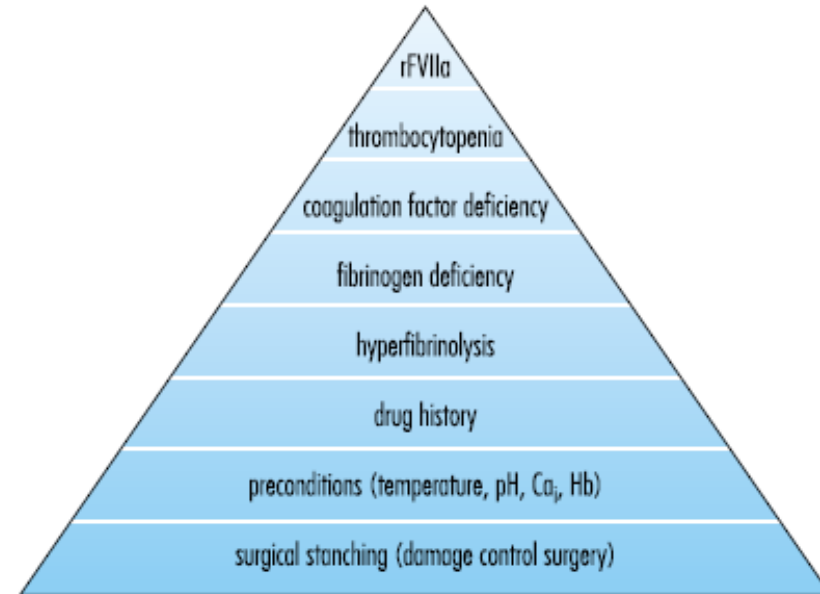 rFVIIa
thrombocytopenia
coagulation factor deficiency
fibrinogen deficiency
hyperfibrinolysis
drug history
preconditions (temperature, pH, Caᵢ, Hb)
surgical stanching (damage control surgery)